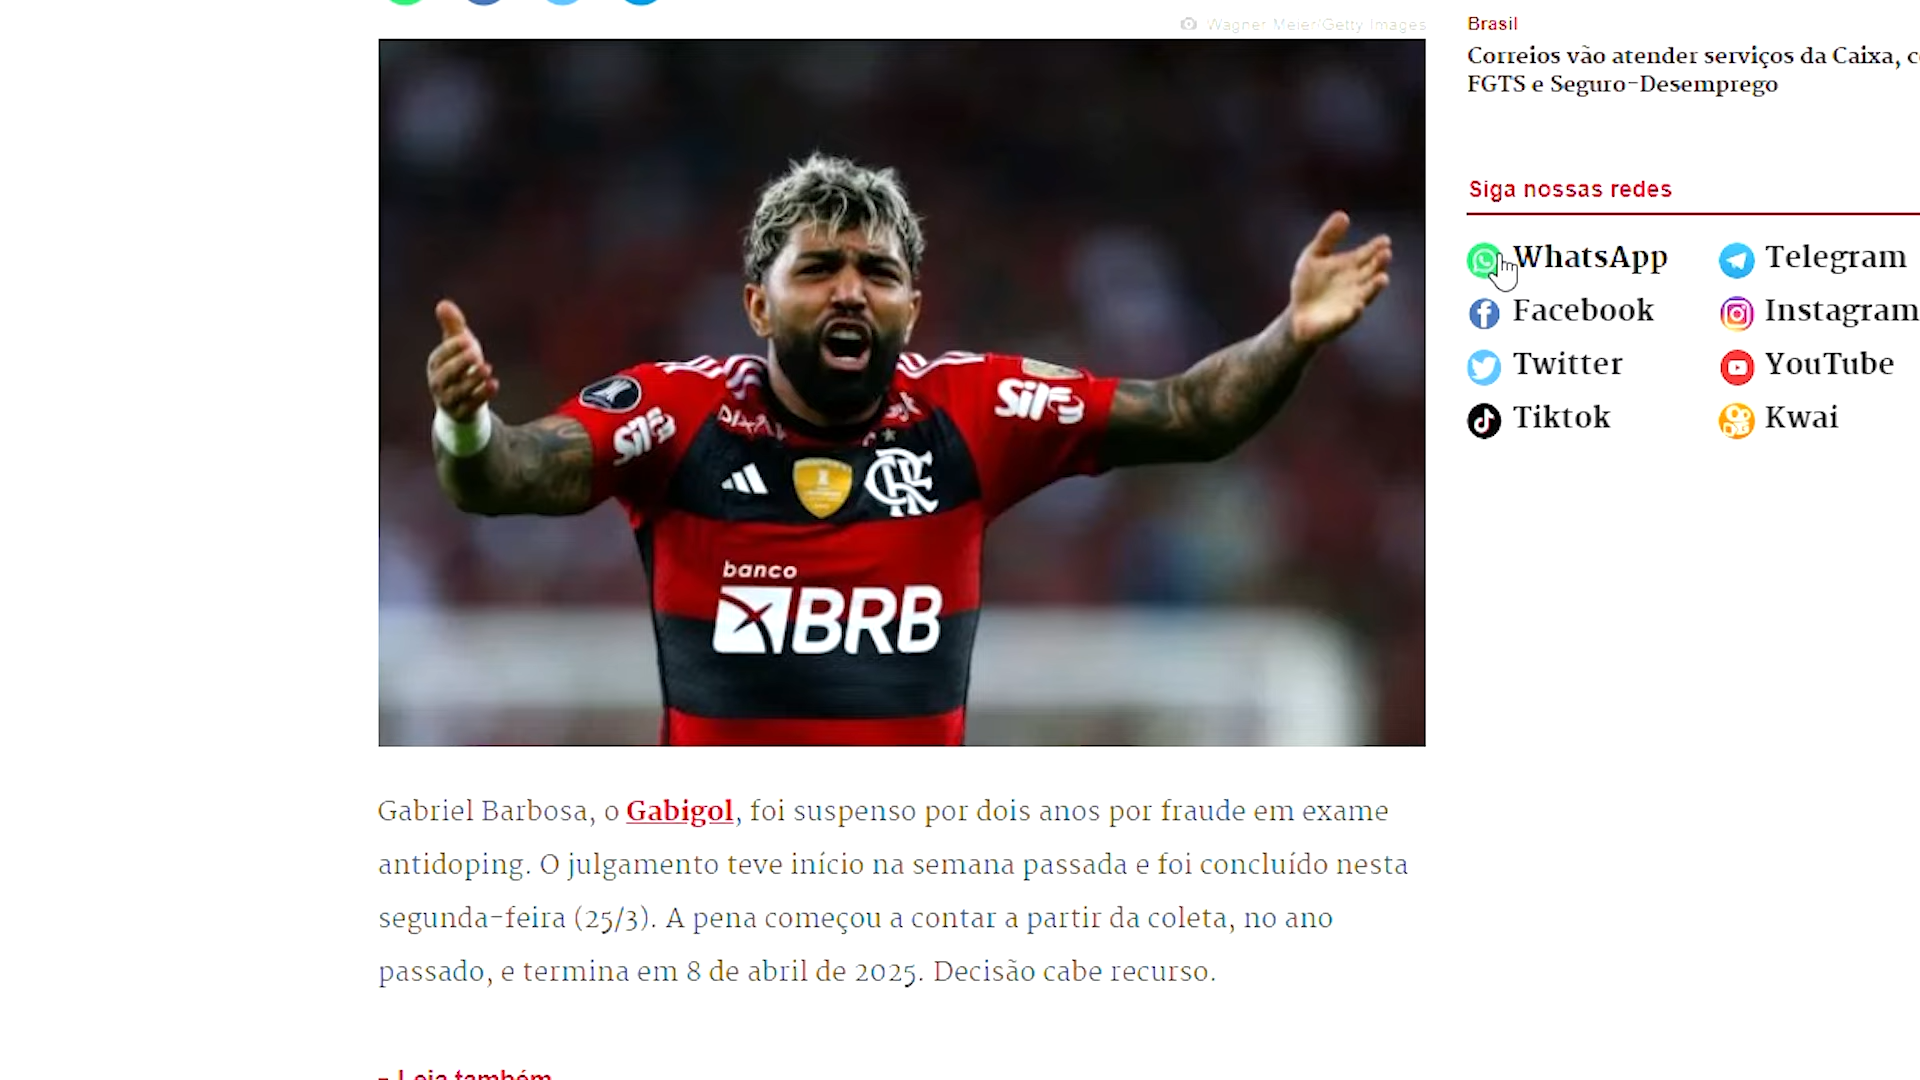 Wagner Meier/Getty Images
Brasil
Correios vão atender serviços da Caixa,
FGTS e Seguro-Desemprego
Siga nossas redes
WhatsApp
Telegram
Facebook
Instagram
Twitter
YouTube
Tiktok
Kwai
Sil
Sil
CRF
banco
BRB
Gabriel Barbosa, o Gabigol, foi suspenso por dois anos por fraude em exame
antidoping. O julgamento teve início na semana passada e foi concluído nesta
segunda-feira (25/3). A pena começou a contar a partir da coleta, no ano
passado, e termina em 8 de abril de 2025. Decisão cabe recurso.
- Leia também